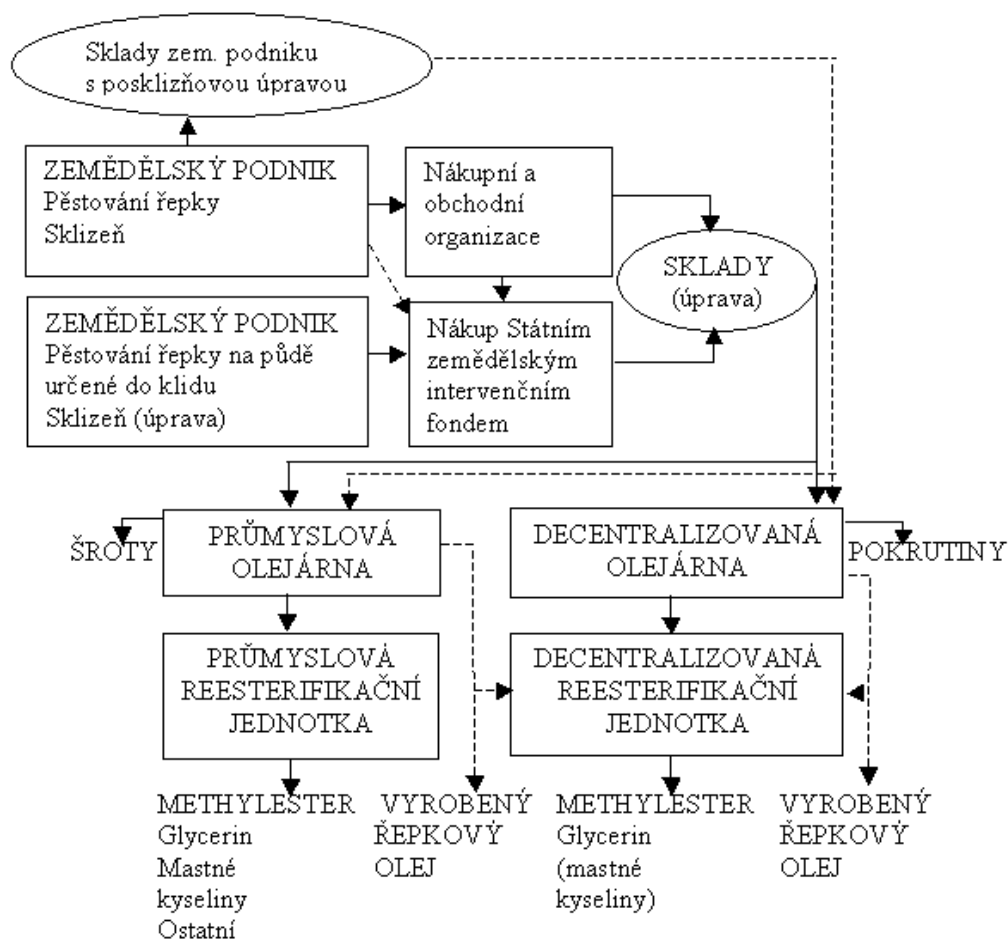 Sklady zem. podniku
s posklizňovou úpravou
ZEMĚDĚLSKÝ PODNIK
Pěstování řepky
Sklizeň
Nákupní a
obchodní
organizace
SKLADY
(úprava)
ZEMĚDĚLSKÝ PODNIK
Pěstování řepky na půdě
určené do klidu
Sklizeň (úprava)
Nákup Státním
zemědělským
intervenčním
fondem
ŠROTY
PRŮMYSLOVÁ
OLEJÁRNA
DECENTRALIZOVANÁ
OLEJÁRNA
POKRUTINY
PRŮMYSLOVÁ
REESTERIFIKAČNÍ
JEDNOTKA
DECENTRALIZOVANÁ
REESTERIFIKAČNÍ
JEDNOTKA
METHYLESTER
Glycerin
Mastné
kyseliny
Ostatní
VYROBENÝ
ŘEPKOVÝ
OLEJ
METHYLESTER
Glycerin
(mastné
kyseliny)
VYROBENÝ
ŘEPKOVÝ
OLEJ